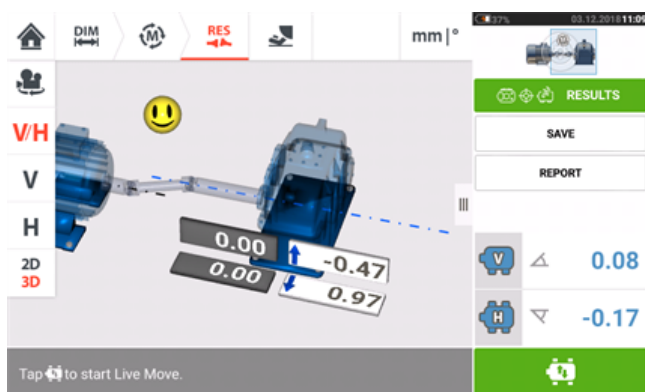 DIM
M
RES
mm | °
37%
03.12.2018 11:09
RESULTS
SAVE
REPORT
V/H
V
H
2D
3D
0.00
-0.47
0.00
0.97
V
0.08
H
-0.17
Tap to start Live Move.